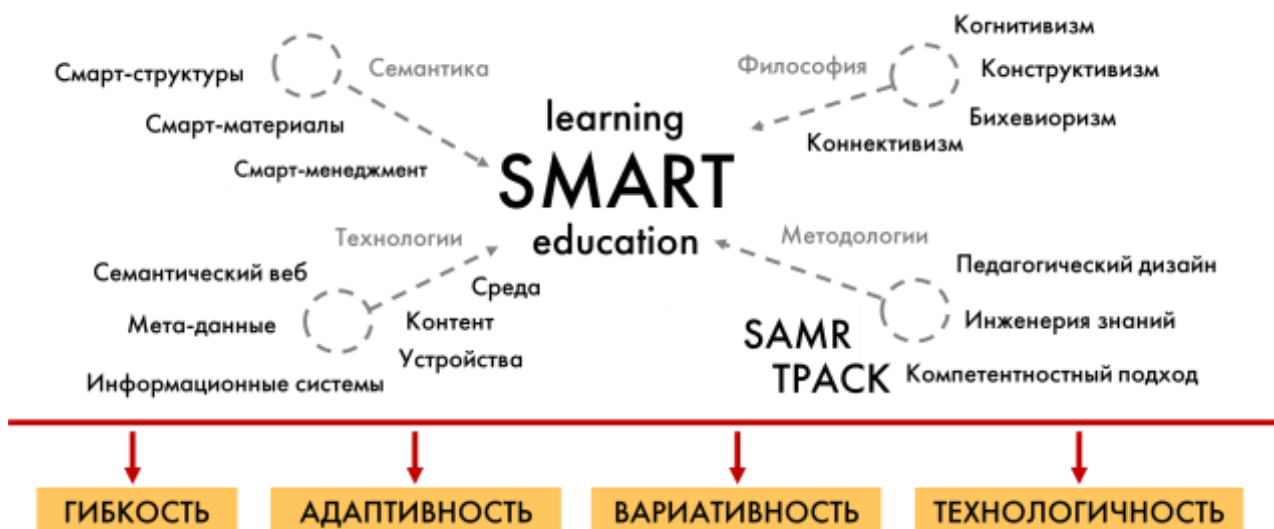 Смарт-структуры
Семантика
Смарт-материалы
Смарт-менеджмент
Философия
Когнитивизм
Конструктивизм
Бихевиоризм
Коннективизм
learning
SMART
education
Технологии
Семантический веб
Мета-данные
Информационные системы
Среда
Контент
Устройства
Методологии
Педагогический дизайн
Инженерия знаний
Компетентностный подход
SAMR
TPACK
ГИБКОСТЬ
АДАПТИВНОСТЬ
ВАРИАТИВНОСТЬ
ТЕХНОЛОГИЧНОСТЬ